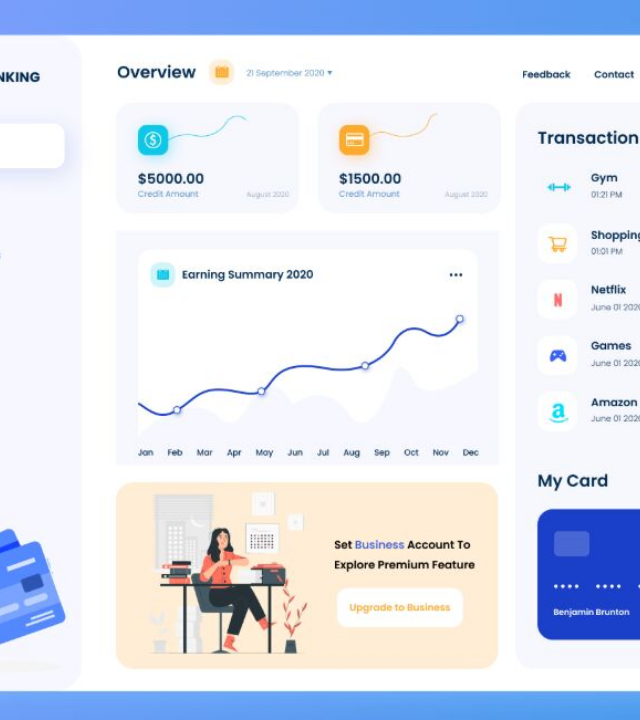 NKING
Overview
21 September 2020
Feedback
Contact
$5000.00
Credit Amount
August 2020
$1500.00
Credit Amount
August 2020
Earning Summary 2020
Jan Feb Mar Apr May Jun Jul Aug Sep Oct Nov Dec
Set Business Account To
Explore Premium Feature
Upgrade to Business
Transaction
Gym
01:21 PM
Shopping
01:01 PM
Netflix
June 01 2020
Games
June 01 2020
Amazon
June 01 2020
My Card
Benjamin Brunton